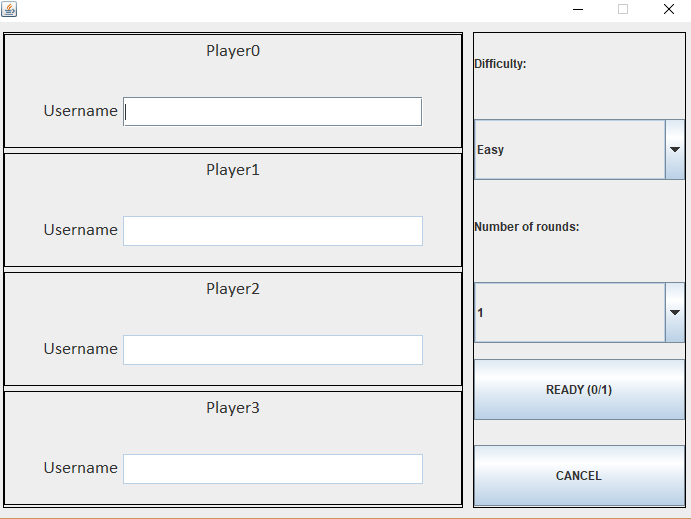 Player0
Username
Player1
Username
Player2
Username
Player3
Username
Difficulty:
Easy
Number of rounds:
1
READY (0/1)
CANCEL